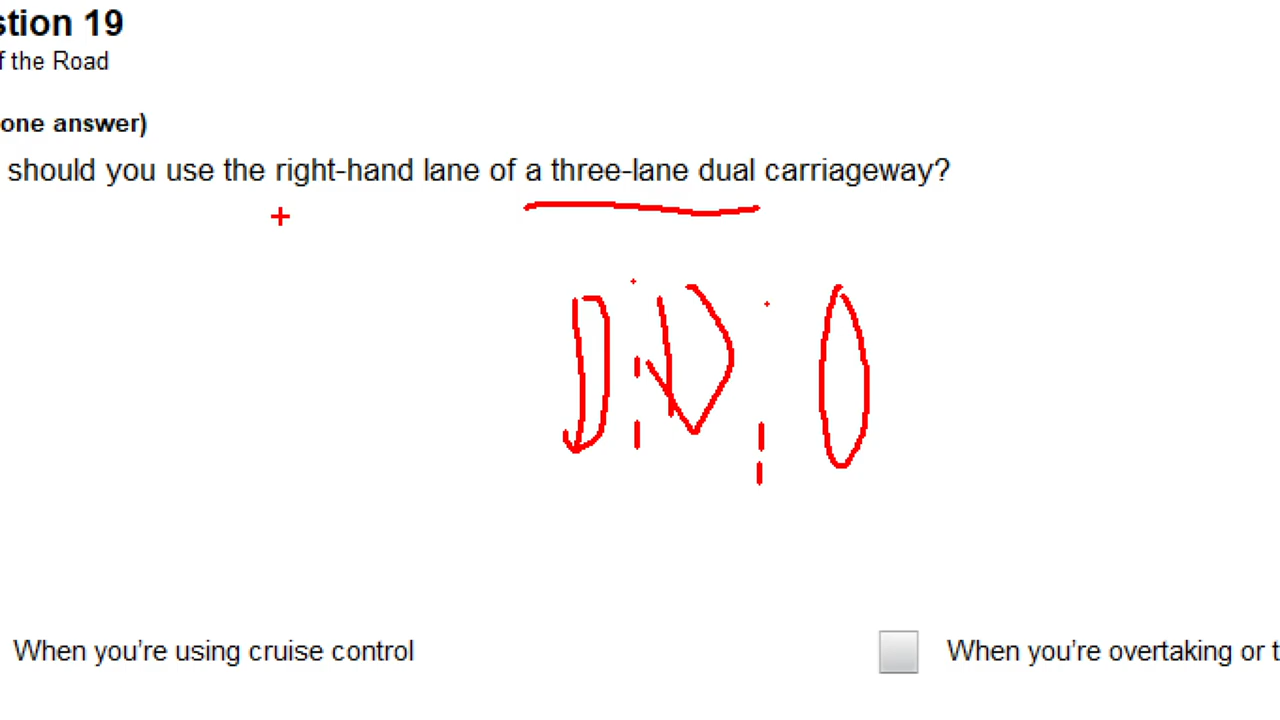 stion 19
f the Road
one answer)
should you use the right-hand lane of a three-lane dual carriageway?
When you're using cruise control
When you're overtaking or t